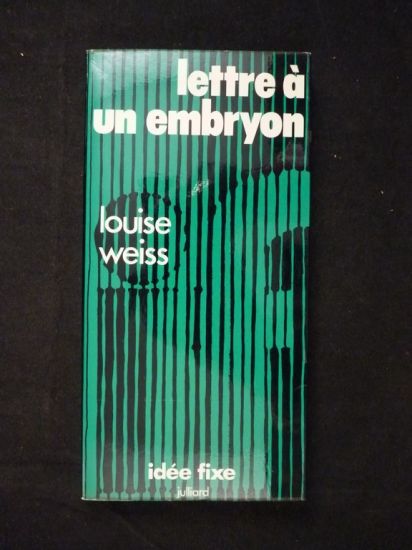 lettre à
un embryon
louise
weiss
idée fixe
julliard